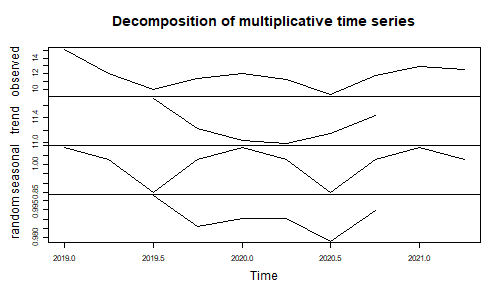 Decomposition of multiplicative time series
observed
10 12 14
trend
11.0 11.4
seasonal
0.85 1.00
random
0.980 0.995
2019.0 2019.5 2020.0 2020.5 2021.0
Time